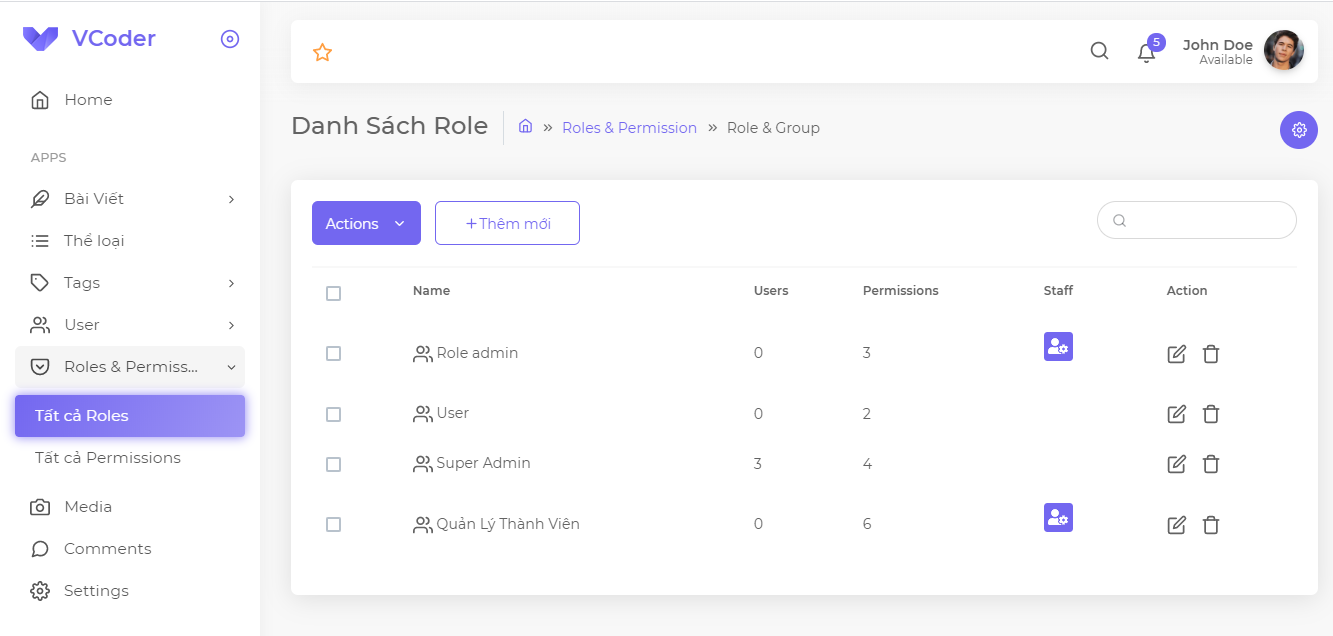 VCoder
Home
APPS
Bài Viết
Thể loại
Tags
User
Roles & Permiss...
Tất cả Roles
Tất cả Permissions
Media
Comments
Settings
5
John Doe
Available
Danh Sách Role
» Roles & Permission » Role & Group
Actions
+Thêm mới
Name Users Permissions Staff Action
Role admin 0 3
User 0 2
Super Admin 3 4
Quản Lý Thành Viên 0 6